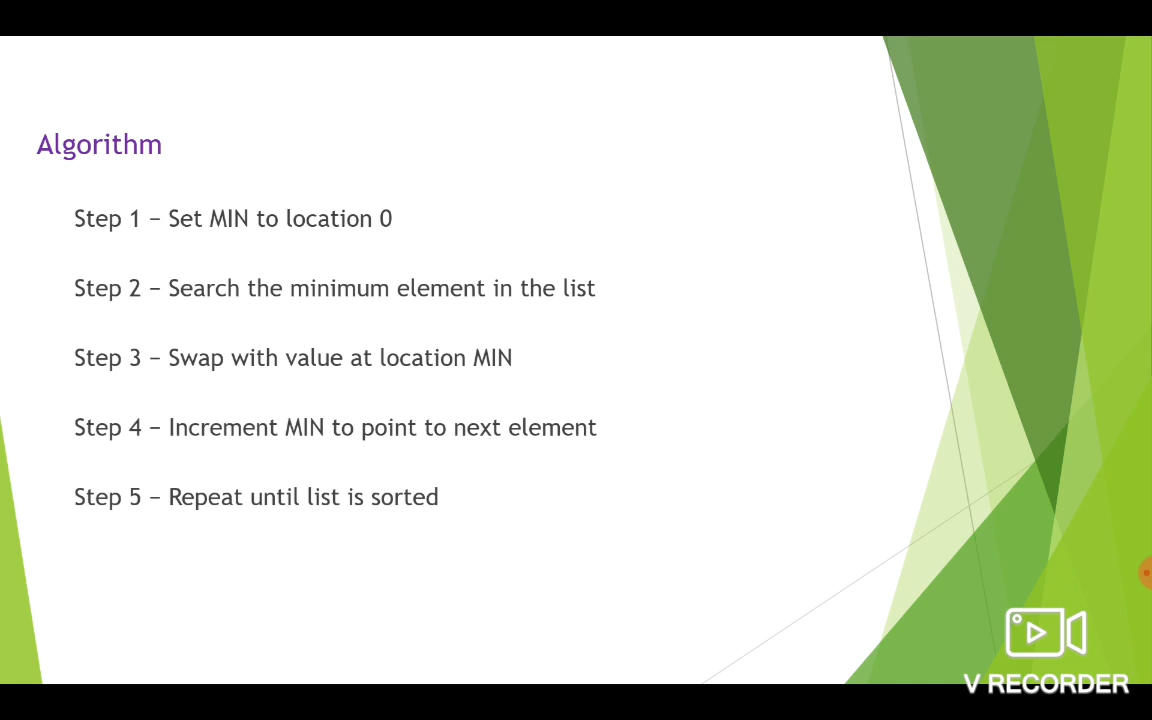 Algorithm
Step 1 − Set MIN to location 0
Step 2 − Search the minimum element in the list
Step 3 − Swap with value at location MIN
Step 4 − Increment MIN to point to next element
Step 5 − Repeat until list is sorted
V RECORDER